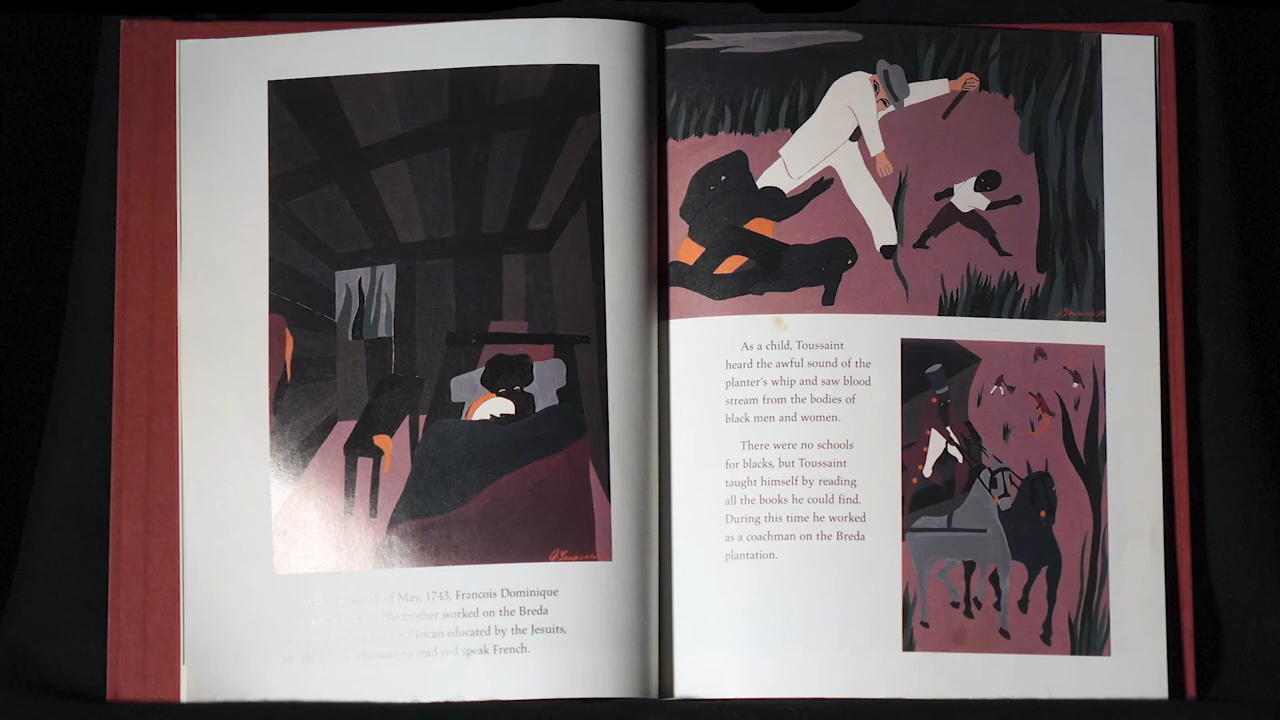 of May, 1743, Francois Dominique
mother worked on the Breda
African educated by the Jesuits,
to read and speak French.
As a child, Toussaint
heard the awful sound of the
planter's whip and saw blood
stream from the bodies of
black men and women.
There were no schools
for blacks, but Toussaint
taught himself by reading
all the books he could find.
During this time he worked
as a coachman on the Breda
plantation.